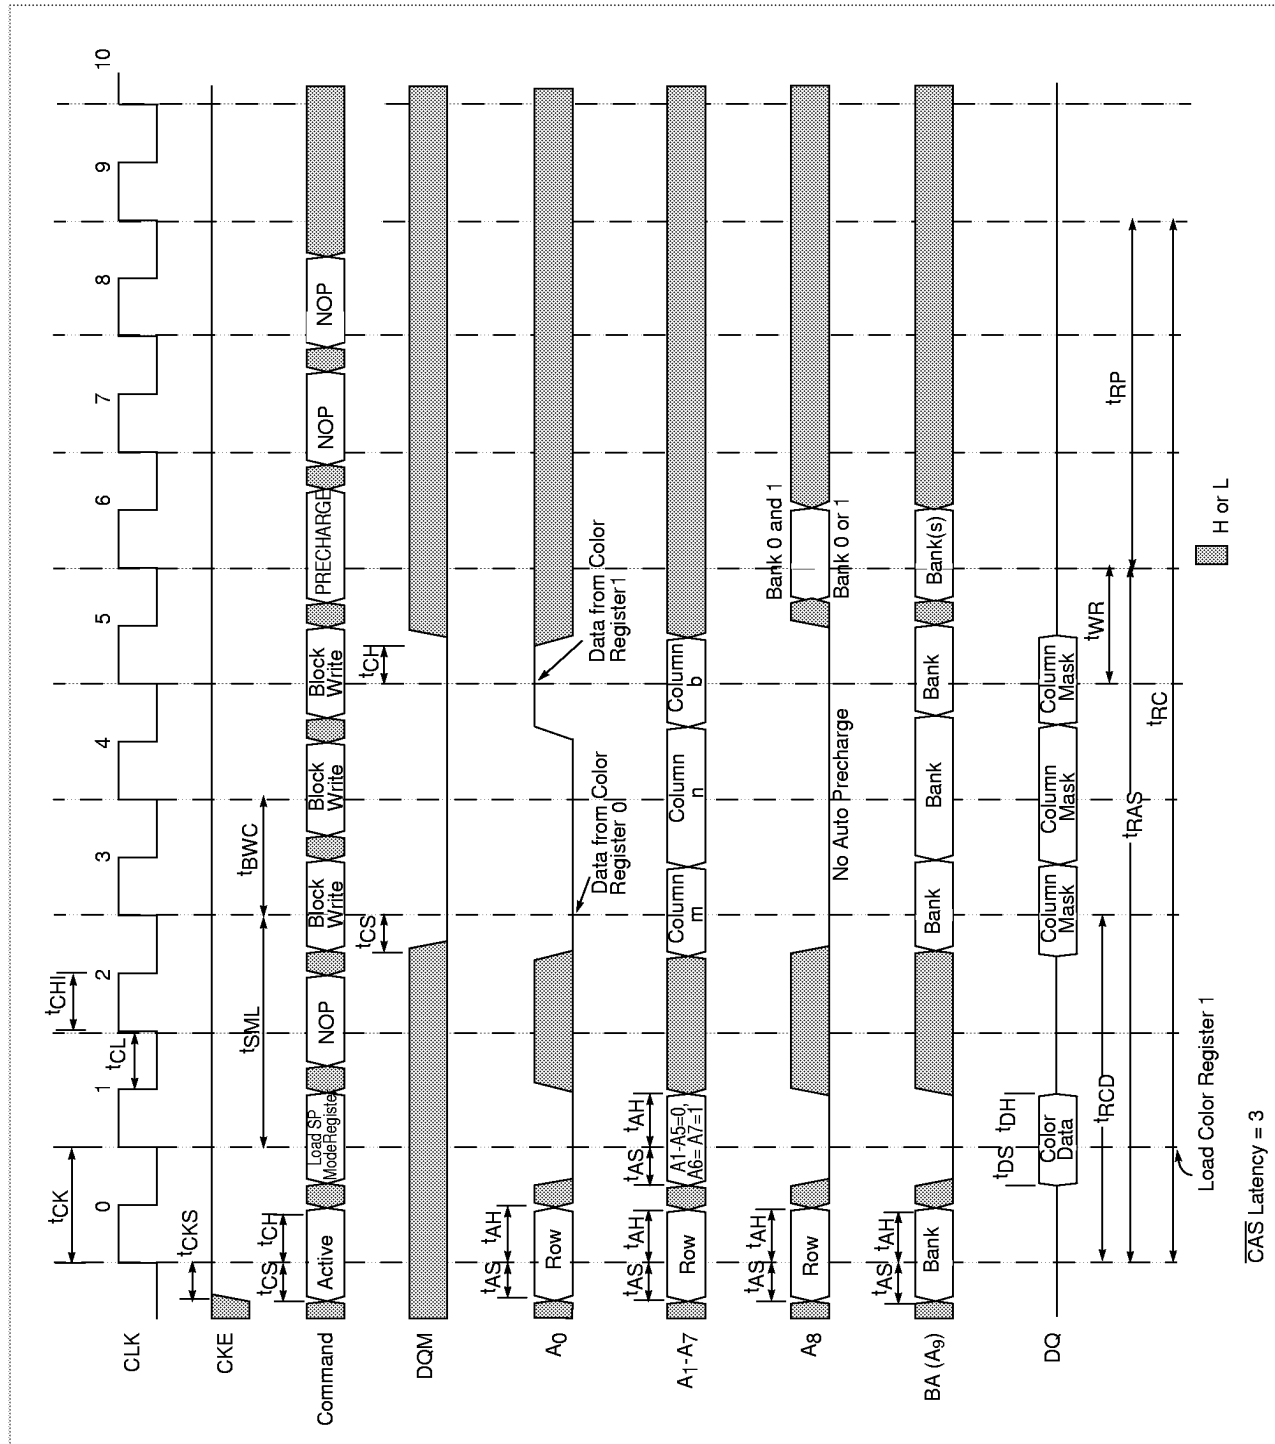 0 1 2 3 4 5 6 7 8 9 10
CLK
tCK
tCL
tCHI
CKE
tCKS
Command
tCS
tCH
tSML
tBWC
Active
Load SP
ModeRegister
NOP
Block
Write
Block
Write
Block
Write
PRECHARGE
NOP
NOP
DQM
tCS
tCH
A0
tAS
tAH
Row
Data from Color
Register 0
Data from Color
Register1
A1-A7
tAS
tAH
tAS
tAH
Row
A1-A5=0,
A6= A7=1,
Column
m
Column
n
Column
b
A8
tAS
tAH
Row
No Auto Precharge
Bank 0 and 1
Bank 0 or 1
BA (A9)
tAS
tAH
Bank
Bank
Bank
Bank
Bank(s)
DQ
tDS
tDH
Color
Data
Column
Mask
Column
Mask
Column
Mask
tRCD
tWR
tRAS
tRP
tRC
Load Color Register 1
H or L
CAS Latency = 3